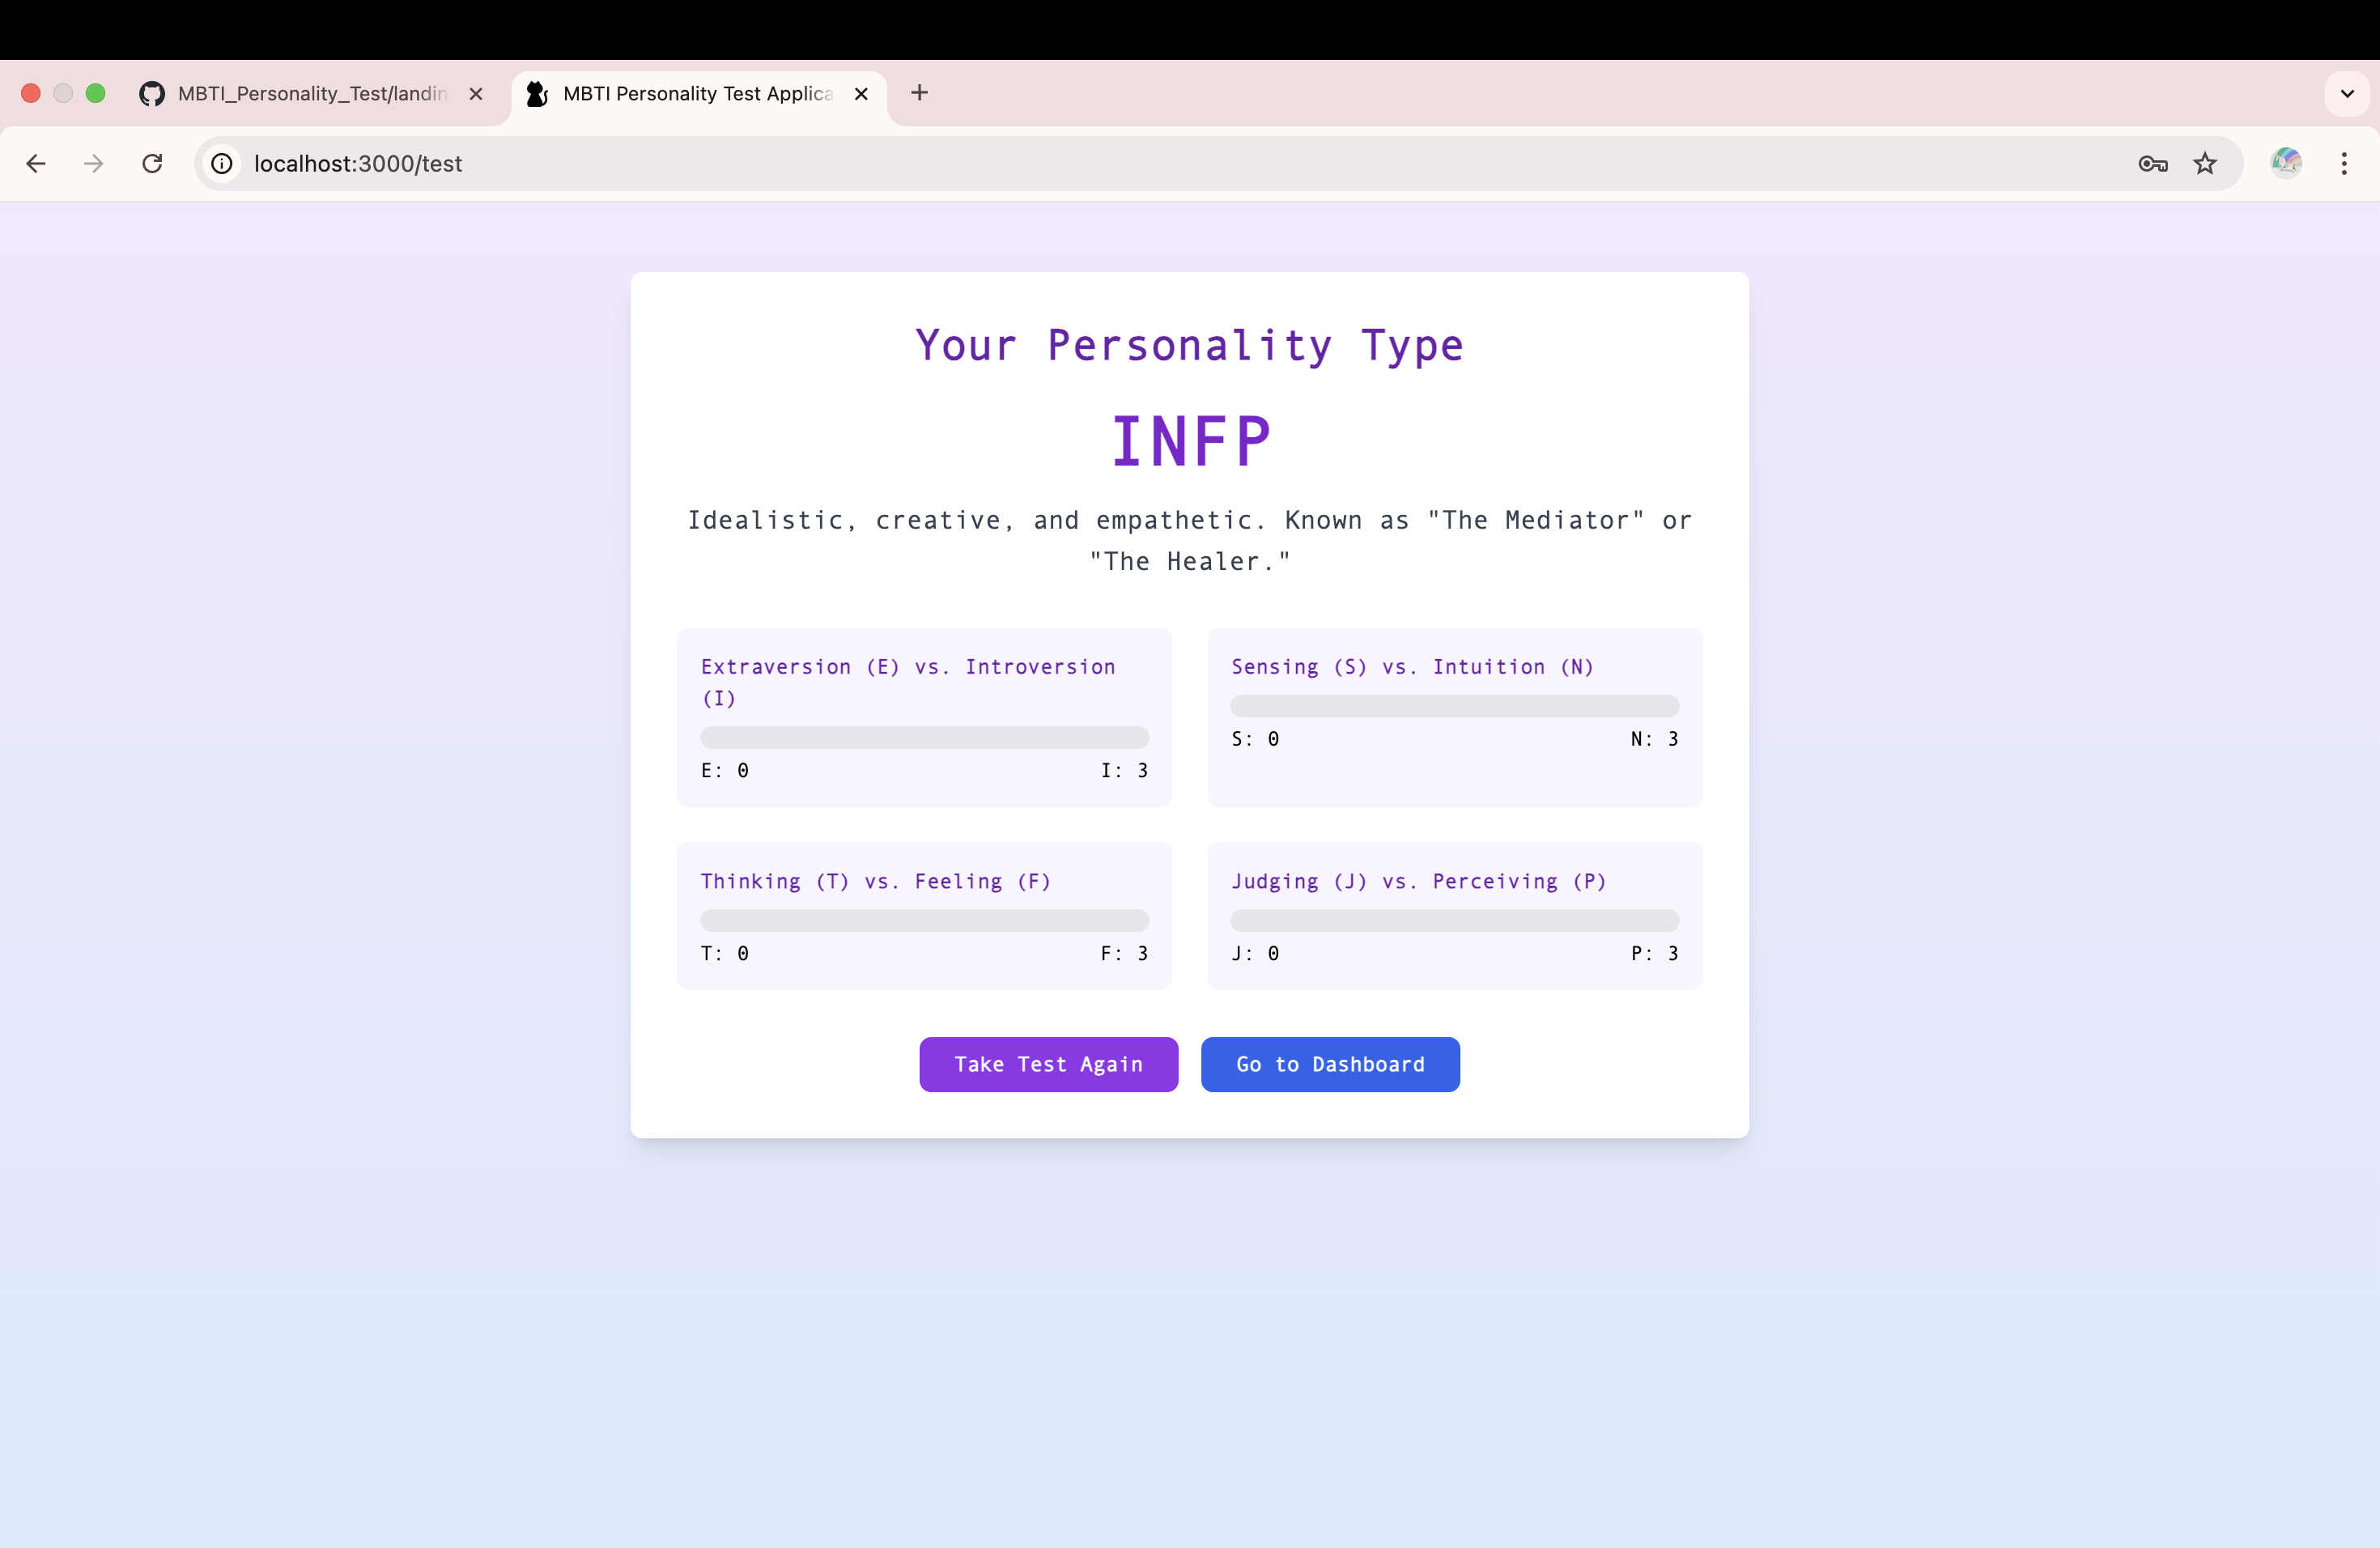 MBTI_Personality_Test/landin
MBTI Personality Test Applica
localhost:3000/test
Your Personality Type
INFP
Idealistic, creative, and empathetic. Known as "The Mediator" or
"The Healer."
Extraversion (E) vs. Introversion
(I)
E: 0 I: 3
Sensing (S) vs. Intuition (N)
S: 0 N: 3
Thinking (T) vs. Feeling (F)
T: 0 F: 3
Judging (J) vs. Perceiving (P)
J: 0 P: 3
Take Test Again
Go to Dashboard